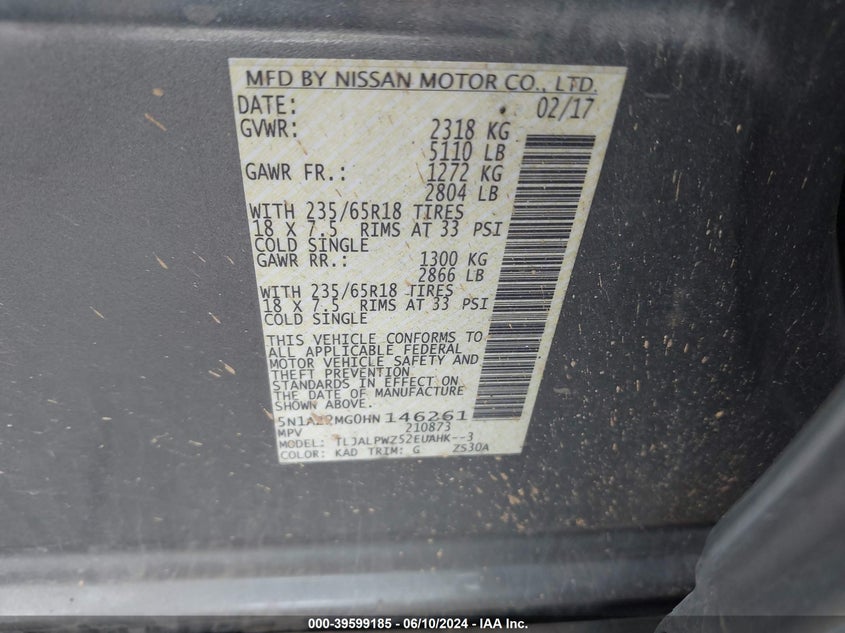 MFD BY NISSAN MOTOR CO., LTD.
DATE: 02/17
GVWR: 2318 KG
5110 LB
GAWR FR.: 1272 KG
2804 LB
WITH 235/65R18 TIRES
18 X 7.5 RIMS AT 33 PSI
COLD SINGLE
GAWR RR.: 1300 KG
2866 LB
WITH 235/65R18 TIRES
18 X 7.5 RIMS AT 33 PSI
COLD SINGLE
THIS VEHICLE CONFORMS TO
ALL APPLICABLE FEDERAL
MOTOR VEHICLE SAFETY AND
THEFT PREVENTION
STANDARDS IN EFFECT ON
THE DATE OF MANUFACTURE
SHOWN ABOVE.
5N1AZ2MG0HN 146261
MPV 210873
MODEL: TLJALPWZ52EUAHK--3
COLOR: KAD TRIM: G ZS30A
000-39599185 - 06/10/2024 - IAA Inc.